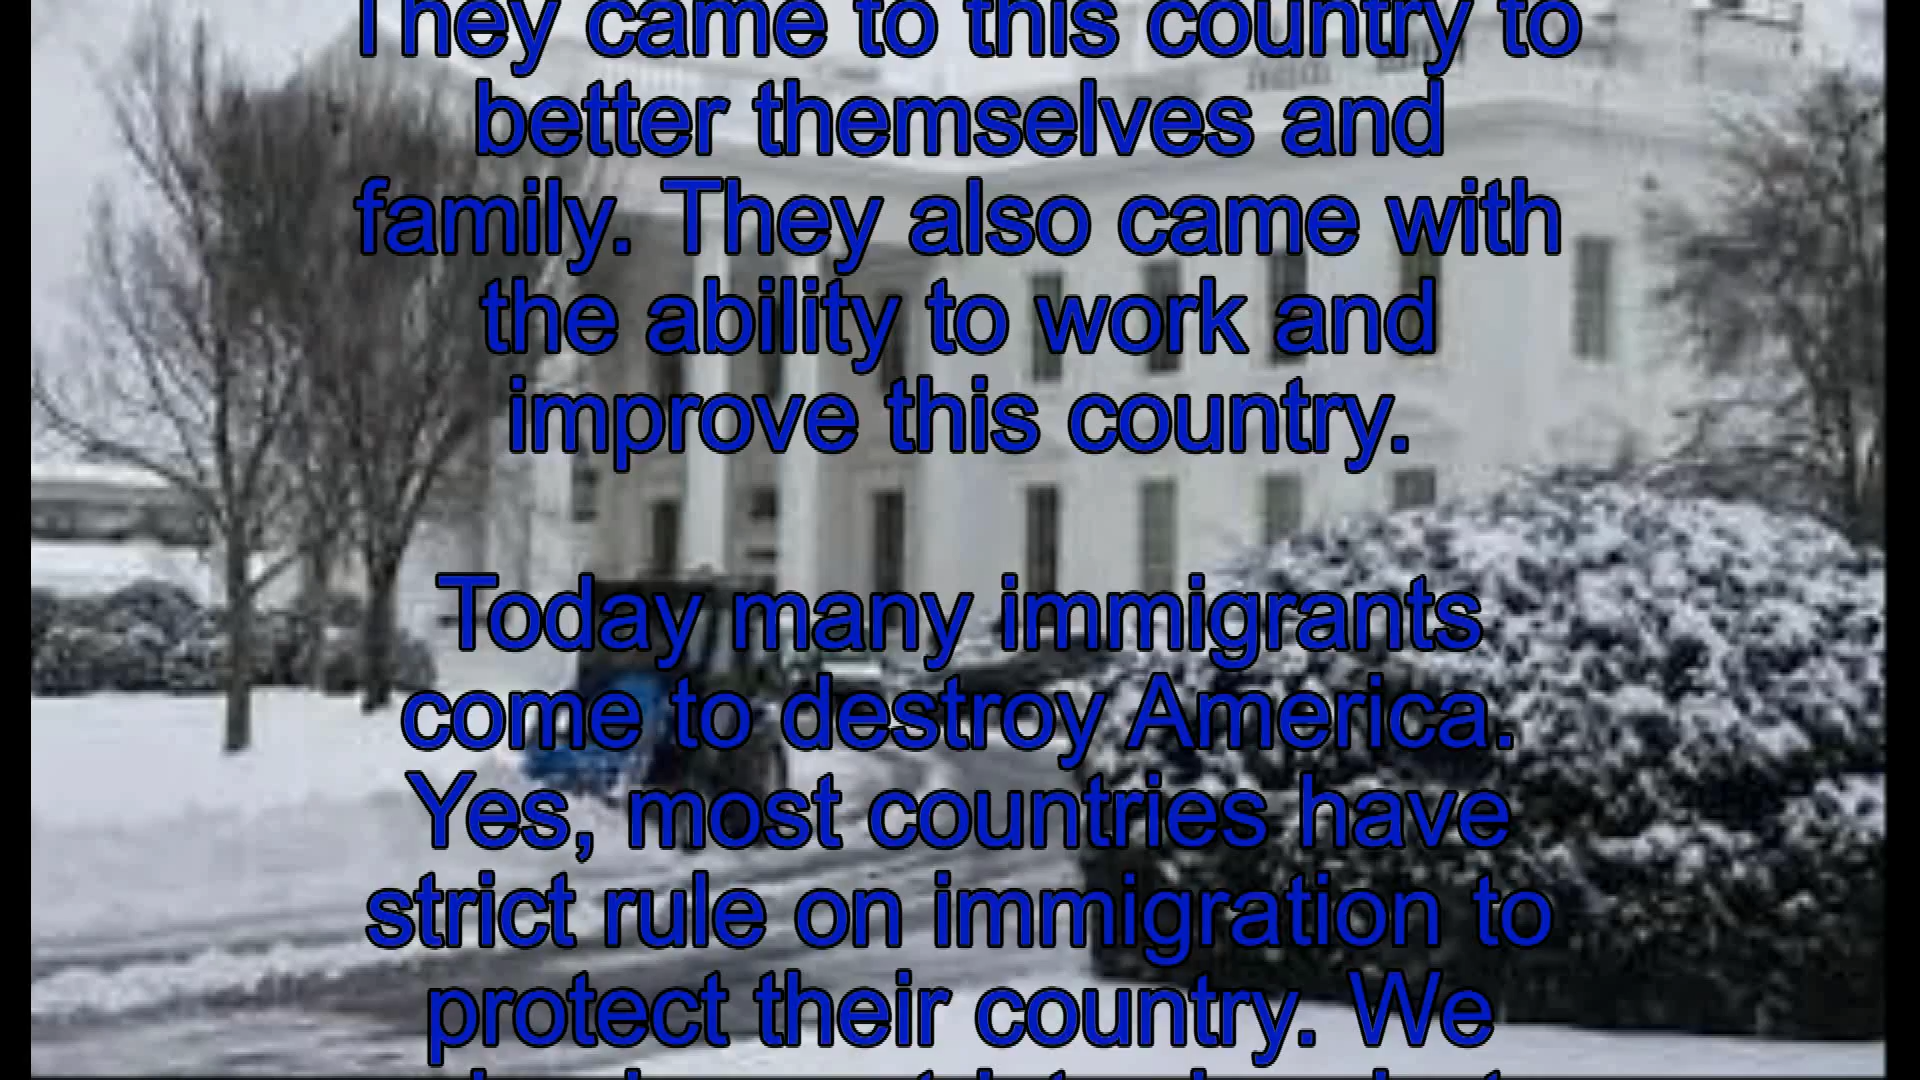 They came to this country to
better themselves and
family. They also came with
the ability to work and
improve this country.
Today many immigrants
come to destroy America.
Yes, most countries have
strict rule on immigration to
protect their country. We